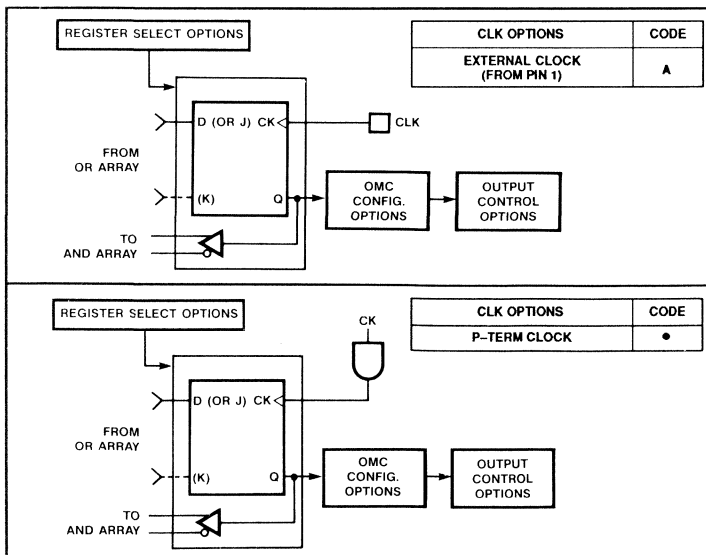 REGISTER SELECT OPTIONS
CLK OPTIONS CODE
EXTERNAL CLOCK
(FROM PIN 1)
A
D (OR J) CK
CLK
FROM
OR ARRAY
(K) Q
OMC
CONFIG.
OPTIONS
OUTPUT
CONTROL
OPTIONS
TO
AND ARRAY
REGISTER SELECT OPTIONS
CK
CLK OPTIONS CODE
P–TERM CLOCK ●
D (OR J) CK
FROM
OR ARRAY
(K) Q
OMC
CONFIG.
OPTIONS
OUTPUT
CONTROL
OPTIONS
TO
AND ARRAY